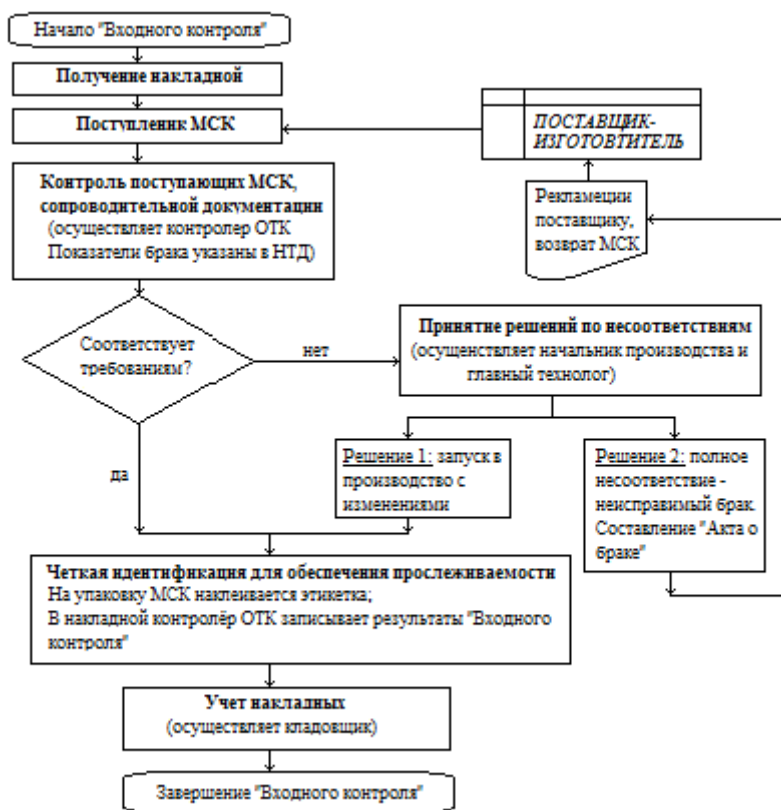 Начало "Входного контроля"
Получение накладной
Поступленик МСК
ПОСТАВЩИК-
ИЗГОТОВТИТЕЛЬ
Контроль поступающих МСК,
сопроводительной документации
(осуществляет контролер ОТК
Показатели брака указаны в НТД)
Рекламеции
поставщику,
возврат МСК
Соответствует
требованиям?
нет
Принятие решений по несоответствиям
(осущенствляет начальник производства и
главный технолог)
да
Решение 1: запуск в
производство с
изменениями
Решение 2: полное
несоответствие -
неисправимый брак.
Составление "Акта о
браке"
Четкая идентификация для обеспечения прослеживаемости
На упаковку МСК наклеивается этикетка;
В накладной контролёр ОТК записывает результаты "Входного
контроля"
Учет накладных
(осуществляет кладовщик)
Завершение "Входного контроля"